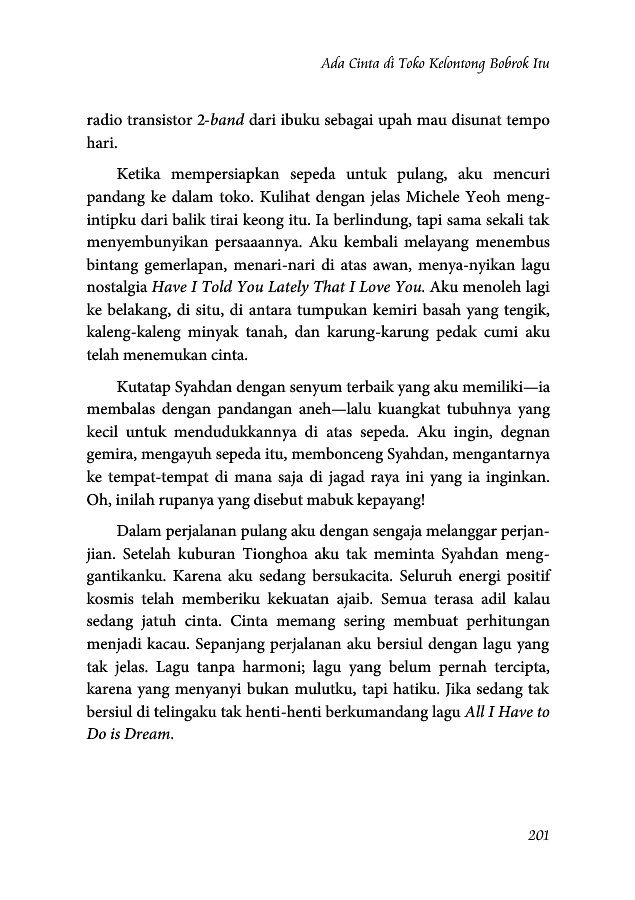 Ada Cinta di Toko Kelontong Bobrok Itu
radio transistor 2-band dari ibuku sebagai upah mau disunat tempo
hari.
Ketika mempersiapkan sepeda untuk pulang, aku mencuri
pandang ke dalam toko. Kulihat dengan jelas Michele Yeoh meng-
intipku dari balik tirai keong itu. Ia berlindung, tapi sama sekali tak
menyembunyikan persaaannya. Aku kembali melayang menembus
bintang gemerlapan, menari-nari di atas awan, menya-nyikan lagu
nostalgia Have I Told You Lately That I Love You. Aku menoleh lagi
ke belakang, di situ, di antara tumpukan kemiri basah yang tengik,
kaleng-kaleng minyak tanah, dan karung-karung pedak cumi aku
telah menemukan cinta.
Kutatap Syahdan dengan senyum terbaik yang aku memiliki—ia
membalas dengan pandangan aneh—lalu kuangkat tubuhnya yang
kecil untuk mendudukkannya di atas sepeda. Aku ingin, degnan
gemira, mengayuh sepeda itu, membonceng Syahdan, mengantarnya
ke tempat-tempat di mana saja di jagad raya ini yang ia inginkan.
Oh, inilah rupanya yang disebut mabuk kepayang!
Dalam perjalanan pulang aku dengan sengaja melanggar perjan-
jian. Setelah kuburan Tionghoa aku tak meminta Syahdan meng-
gantikanku. Karena aku sedang bersukacita. Seluruh energi positif
kosmis telah memberiku kekuatan ajaib. Semua terasa adil kalau
sedang jatuh cinta. Cinta memang sering membuat perhitungan
menjadi kacau. Sepanjang perjalanan aku bersiul dengan lagu yang
tak jelas. Lagu tanpa harmoni; lagu yang belum pernah tercipta,
karena yang menyanyi bukan mulutku, tapi hatiku. Jika sedang tak
bersiul di telingaku tak henti-henti berkumandang lagu All I Have to
Do is Dream.
201